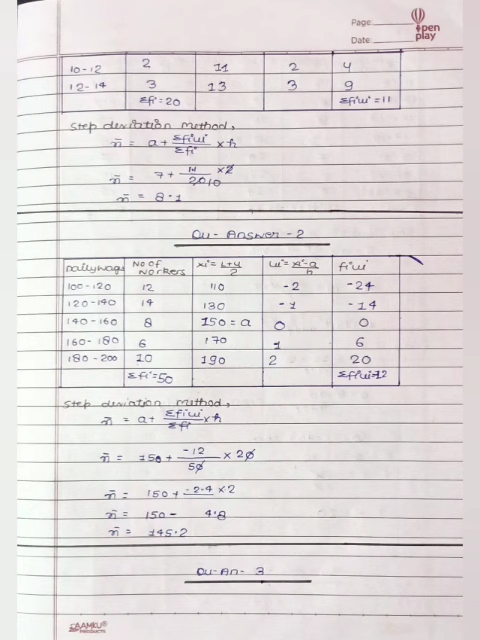 Page:
Date
open play
10-12 2 11 2 4
12-14 3 13 3 9
Σfi=20 Σfiui=11
Step deviation method,
x̄ = a + Σfiui/Σfi × h
x̄ = 7 + 11/20 10 × 2
x̄ = 8.1
Qu- Answer-2
Daily wage No of workers xi = L+U/2 ui = xi-a/h fiui
100-120 12 110 -2 -24
120-140 14 130 -1 -14
140-160 8 150 = a 0 0
160-180 6 170 1 6
180-200 10 190 2 20
Σfi=50 Σfiui=12
Step deviation method,
x̄ = a + Σfiui/Σfi × h
x̄ = 150 + -12/50 × 20
x̄ = 150 + -2.4 × 2
x̄ = 150 - 4.8
x̄ = 145.2
Qu-An- 3
PRODUCTS